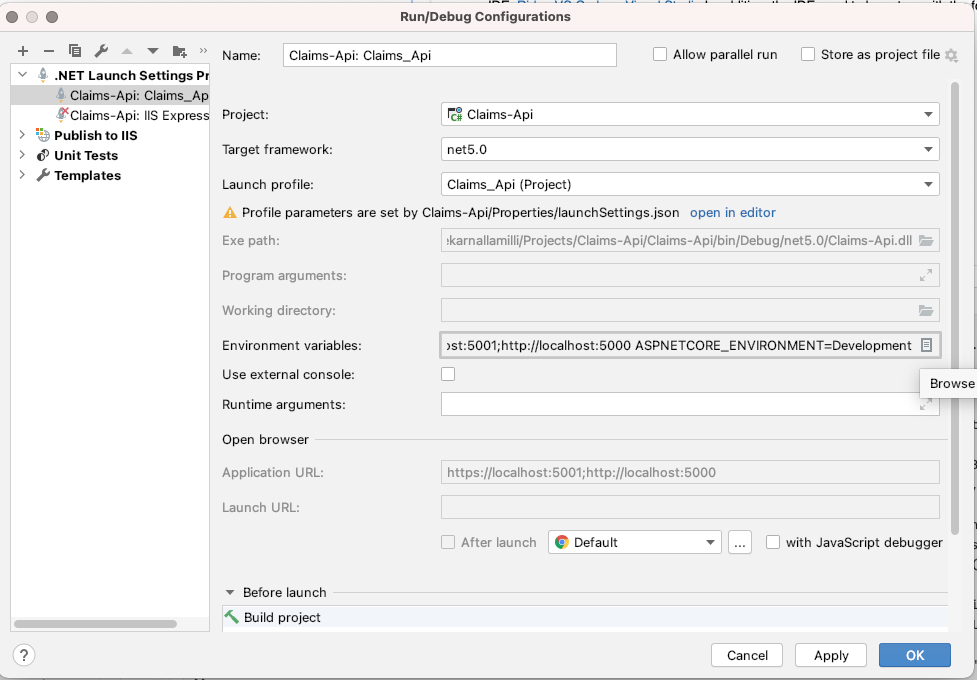 Run/Debug Configurations
Name: Claims-Api: Claims_Api Allow parallel run Store as project file
.NET Launch Settings Pr
Claims-Api: Claims_Ap
Claims-Api: IIS Express
Publish to IIS
Unit Tests
Templates
Project: Claims-Api
Target framework: net5.0
Launch profile: Claims_Api (Project)
Profile parameters are set by Claims-Api/Properties/launchSettings.json open in editor
Exe path: ekarnallamilli/Projects/Claims-Api/Claims-Api/bin/Debug/net5.0/Claims-Api.dll
Program arguments:
Working directory:
Environment variables: ost:5001;http://localhost:5000 ASPNETCORE_ENVIRONMENT=Development
Use external console:
Browse
Runtime arguments:
Open browser
Application URL: https://localhost:5001;http://localhost:5000
Launch URL:
After launch Default ... with JavaScript debugger
Before launch
Build project
? Cancel Apply OK